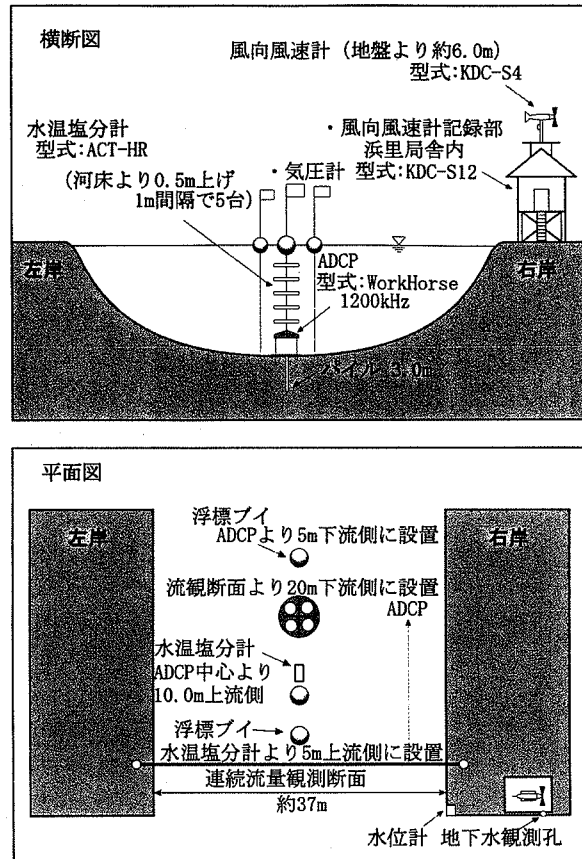 横断図
風向風速計 (地盤より約6.0m)
型式:KDC-S4
水温塩分計
型式:ACT-HR
・風向風速計記録部
浜里局舎内
型式:KDC-S12
(河床より0.5m上げ
1m間隔で5台)
・気圧計
左岸
右岸
ADCP
型式:WorkHorse
1200kHz
パイル 3.0m
平面図
左岸
右岸
浮標ブイ
ADCPより5m下流側に設置
流観断面より20m下流側に設置
ADCP
水温塩分計
ADCP中心より
10.0m上流側
浮標ブイ
水温塩分計より5m上流側に設置
連続流量観測断面
約37m
水位計 地下水観測孔